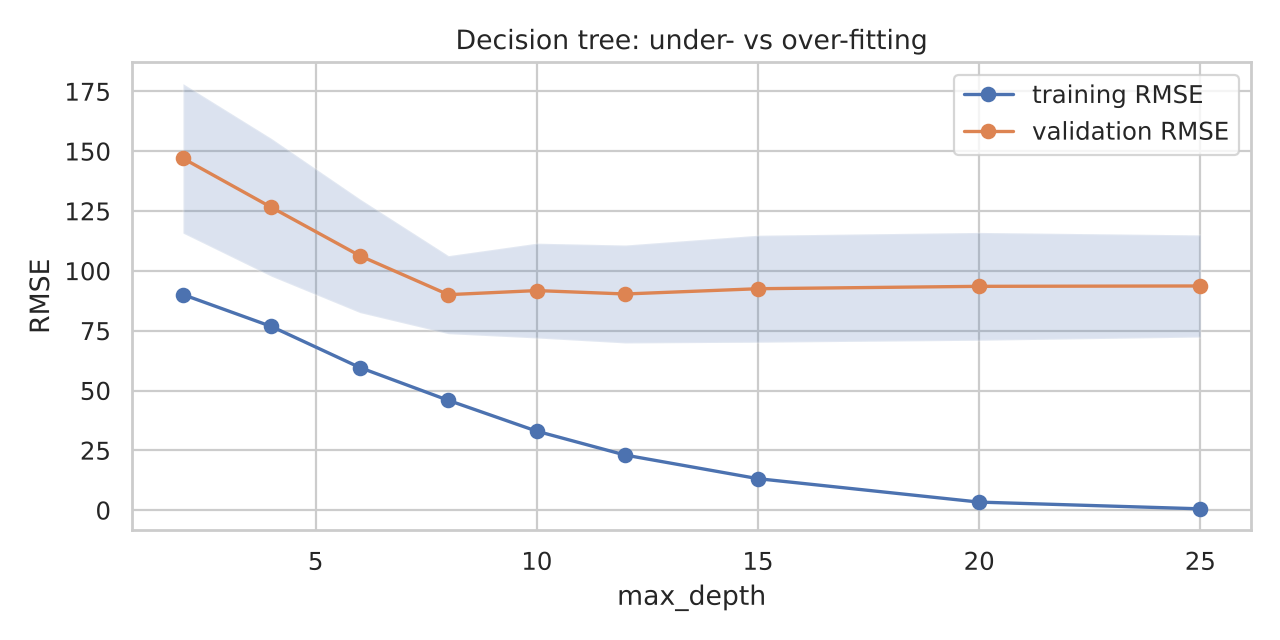 Decision tree: under- vs over-fitting
training RMSE
validation RMSE
RMSE
175
150
125
100
75
50
25
0
5 10 15 20 25
max_depth